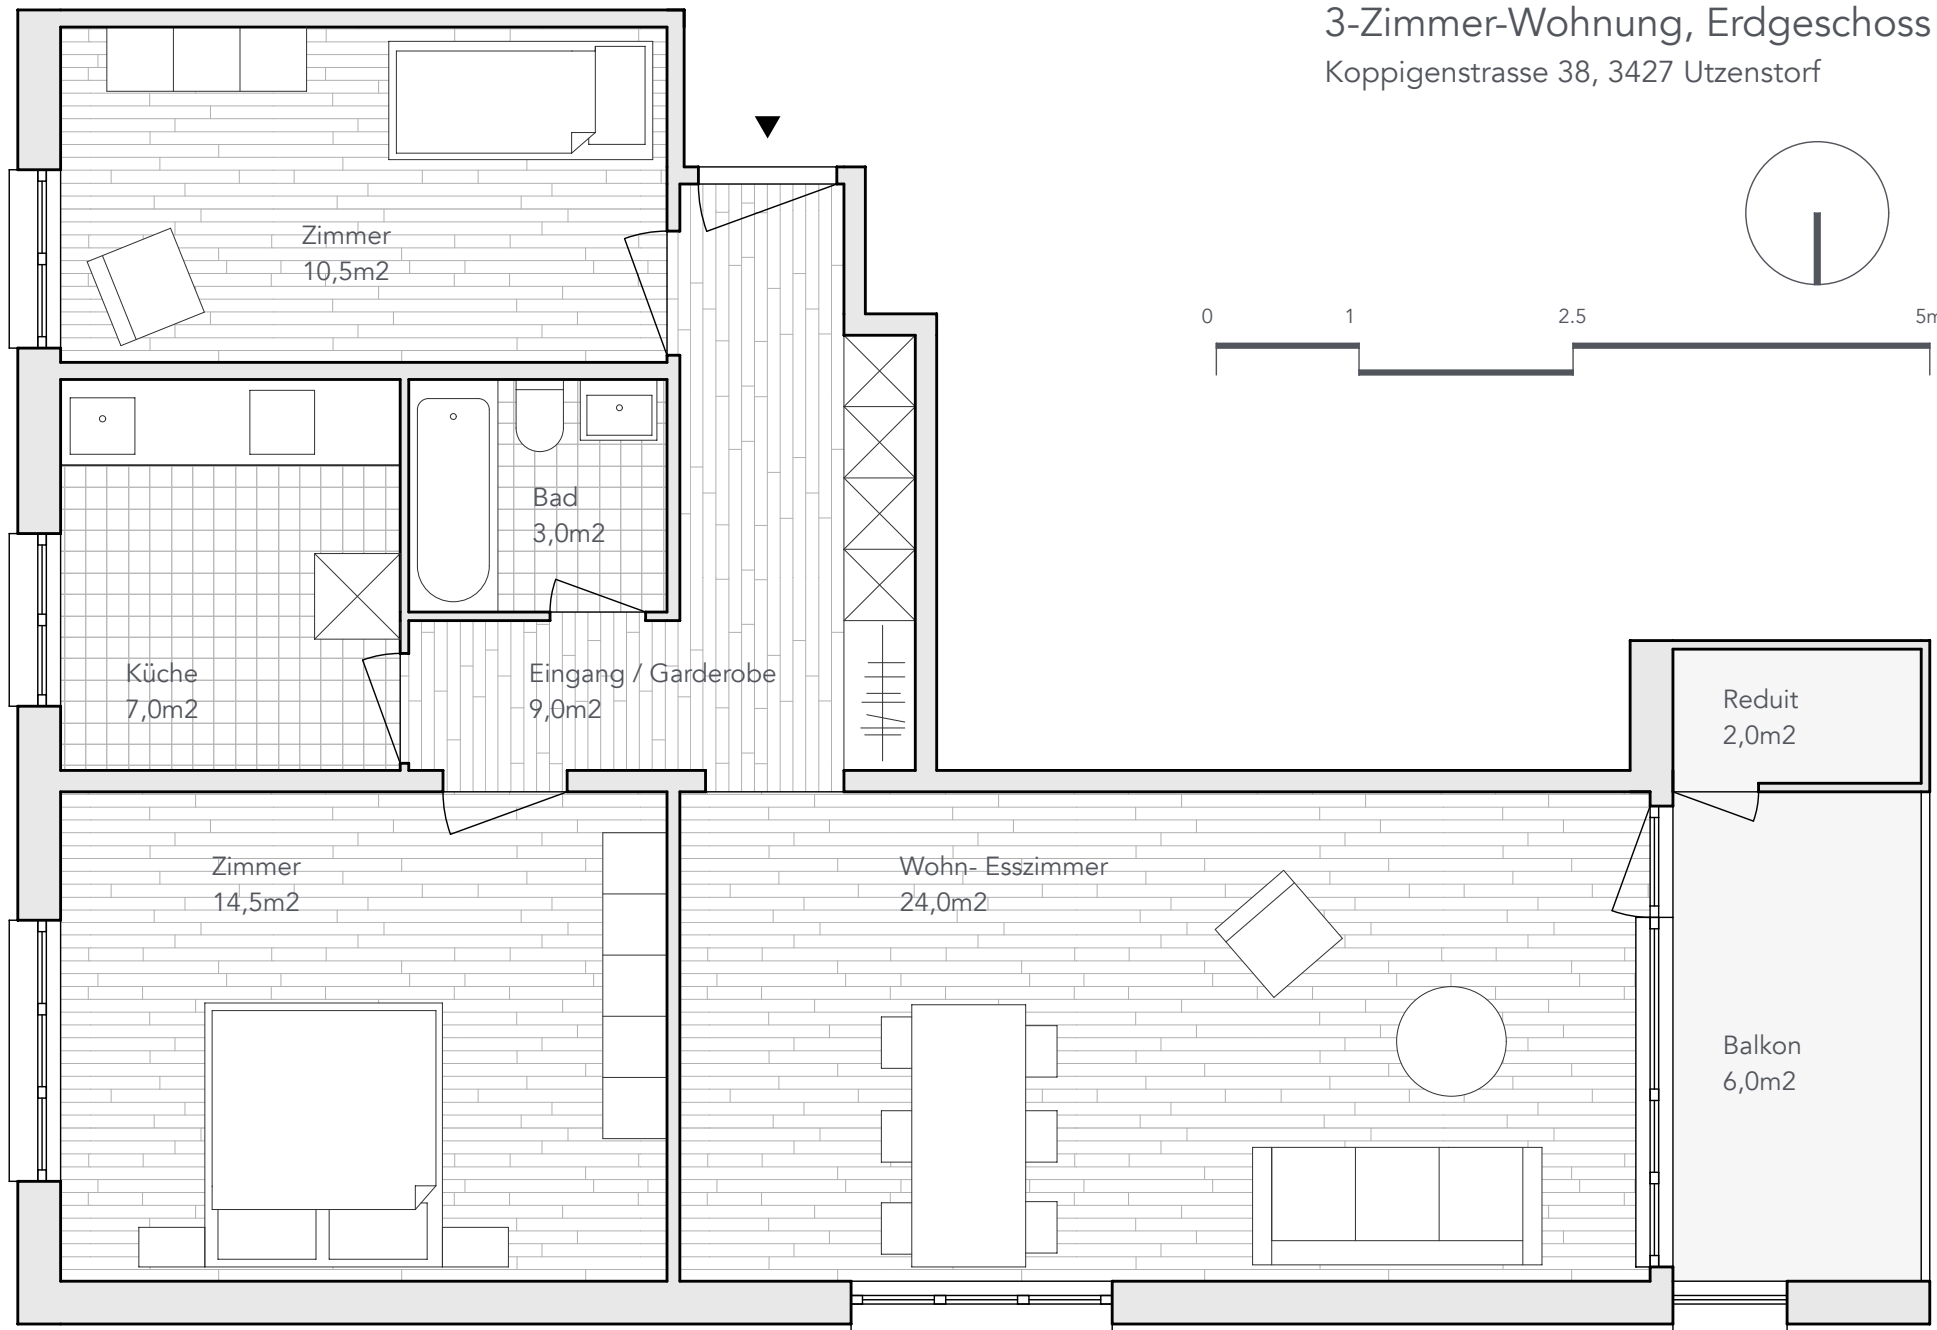 3-Zimmer-Wohnung, Erdgeschoss
Koppigenstrasse 38, 3427 Utzenstorf
0 1 2.5 5m
Zimmer
10,5m2
Bad
3,0m2
Küche
7,0m2
Eingang / Garderobe
9,0m2
Reduit
2,0m2
Zimmer
14,5m2
Wohn- Esszimmer
24,0m2
Balkon
6,0m2